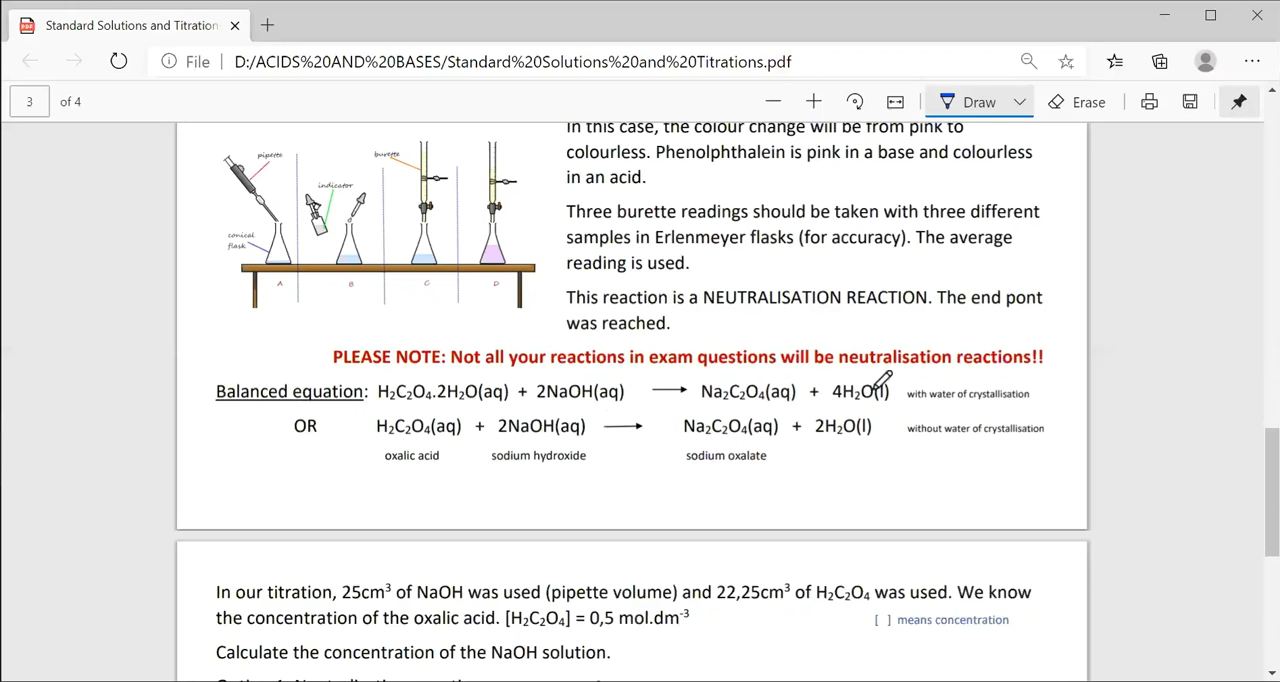 Standard Solutions and Titration
File D:/ACIDS%20AND%20BASES/Standard%20Solutions%20and%20Titrations.pdf
3 of 4 Draw Erase
In this case, the colour change will be from pink to
colourless. Phenolphthalein is pink in a base and colourless
in an acid.
pipette
burette
indicator
conical
flask
A B C D
Three burette readings should be taken with three different
samples in Erlenmeyer flasks (for accuracy). The average
reading is used.
This reaction is a NEUTRALISATION REACTION. The end pont
was reached.
PLEASE NOTE: Not all your reactions in exam questions will be neutralisation reactions!!
Balanced equation: H₂C₂O₄.2H₂O(aq) + 2NaOH(aq) ⟶ Na₂C₂O₄(aq) + 4H₂O(l) with water of crystallisation
OR H₂C₂O₄(aq) + 2NaOH(aq) ⟶ Na₂C₂O₄(aq) + 2H₂O(l) without water of crystallisation
oxalic acid sodium hydroxide sodium oxalate
In our titration, 25cm³ of NaOH was used (pipette volume) and 22,25cm³ of H₂C₂O₄ was used. We know
the concentration of the oxalic acid. [H₂C₂O₄] = 0,5 mol.dm⁻³ [ ] means concentration
Calculate the concentration of the NaOH solution.